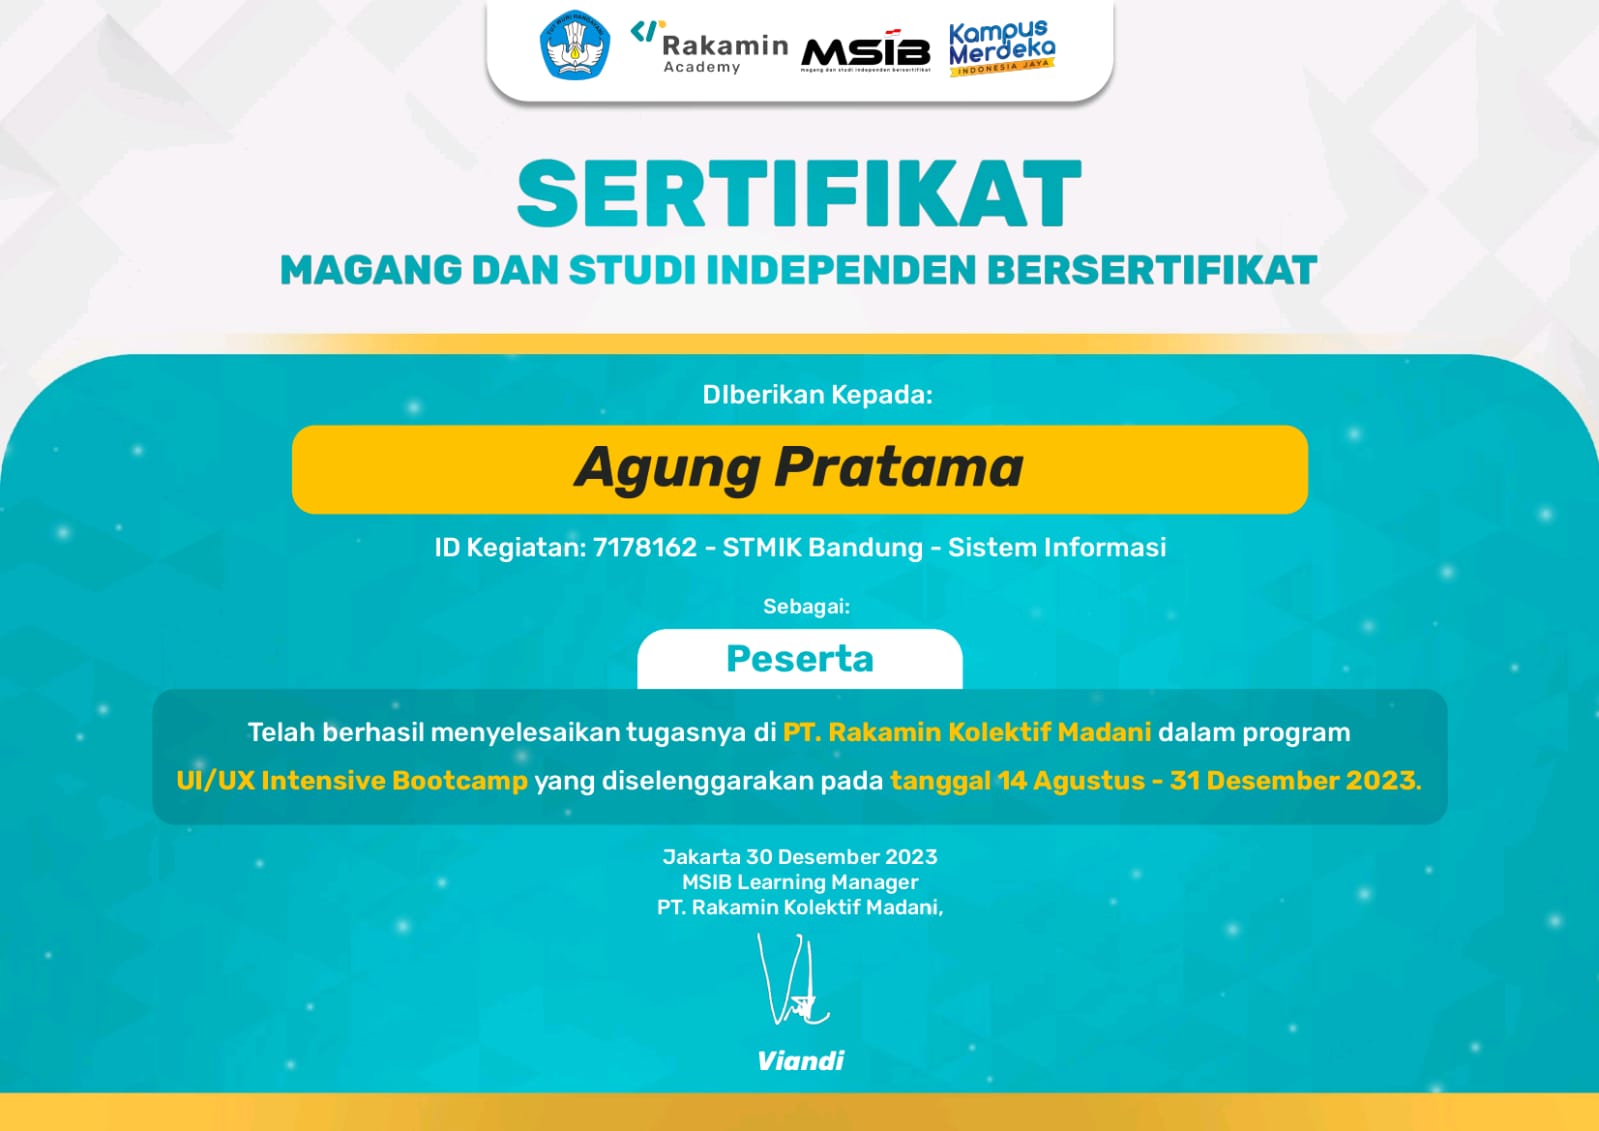 TUT WURI HANDAYANI
Rakamin
Academy
MSIB
magang dan studi independen bersertifikat
Kampus
Merdeka
INDONESIA JAYA
SERTIFIKAT
MAGANG DAN STUDI INDEPENDEN BERSERTIFIKAT
DIberikan Kepada:
Agung Pratama
ID Kegiatan: 7178162 - STMIK Bandung - Sistem Informasi
Sebagai:
Peserta
Telah berhasil menyelesaikan tugasnya di PT. Rakamin Kolektif Madani dalam program
UI/UX Intensive Bootcamp yang diselenggarakan pada tanggal 14 Agustus - 31 Desember 2023.
Jakarta 30 Desember 2023
MSIB Learning Manager
PT. Rakamin Kolektif Madani,
Viandi